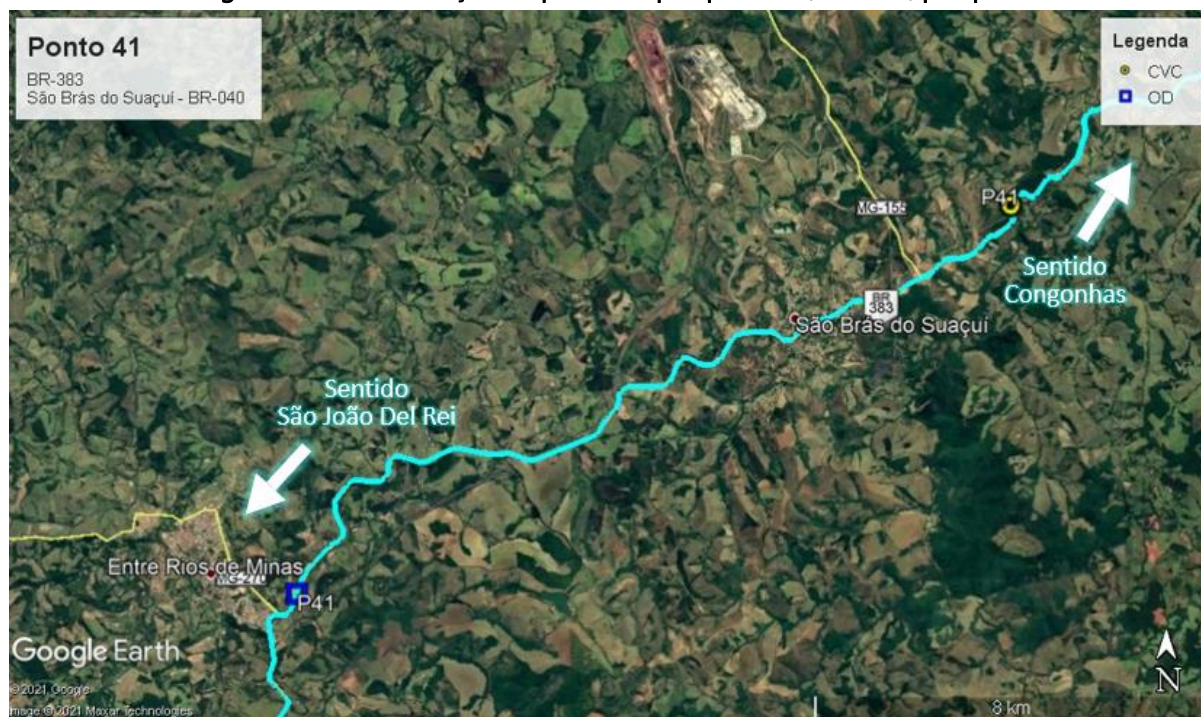 Ponto 41
BR-383
São Brás do Suaçuí - BR-040
Legenda
CVC
OD
P41
MG-155
Sentido
Congonhas
BR
383
São Brás do Suaçuí
Sentido
São João Del Rei
Entre Rios de Minas
MG-270
P41
Google Earth
©2021 Google
Image © 2021 Maxar Technologies
8 km
N